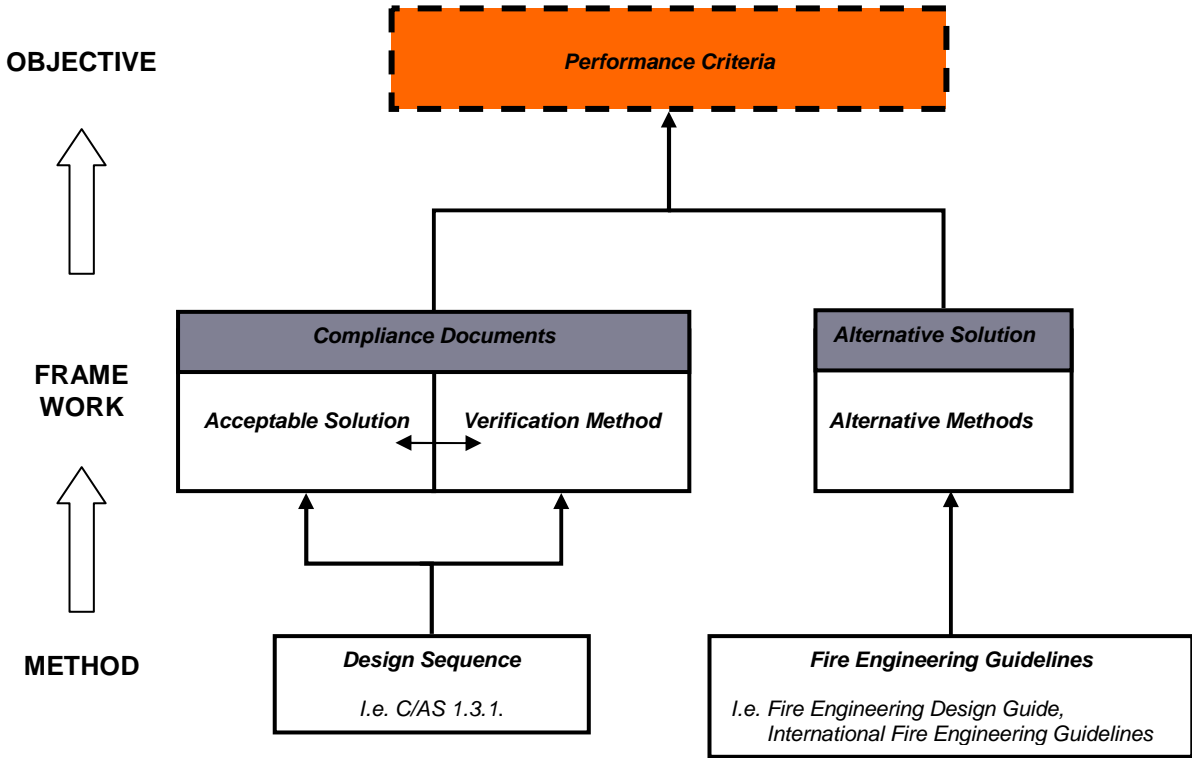 OBJECTIVE
Performance Criteria
FRAME
WORK
Compliance Documents
Acceptable Solution
Verification Method
Alternative Solution
Alternative Methods
METHOD
Design Sequence
I.e. C/AS 1.3.1.
Fire Engineering Guidelines
I.e. Fire Engineering Design Guide,
International Fire Engineering Guidelines